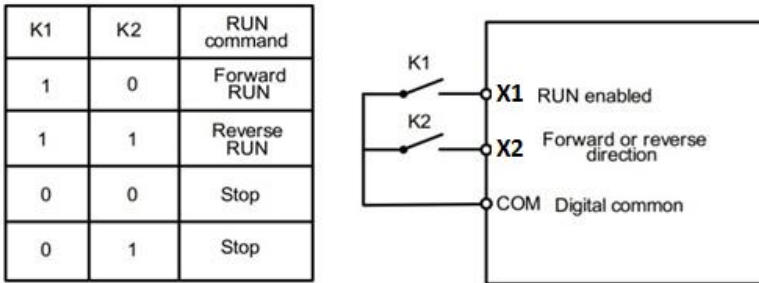 K1 K2 RUN command
1 0 Forward RUN
1 1 Reverse RUN
0 0 Stop
0 1 Stop
K1
X1 RUN enabled
K2
X2 Forward or reverse
direction
COM Digital common